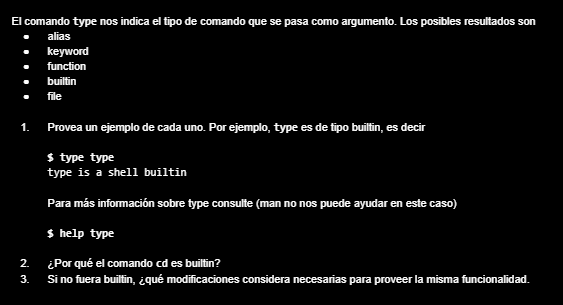 El comando type nos indica el tipo de comando que se pasa como argumento. Los posibles resultados son
• alias
• keyword
• function
• builtin
• file
1. Provea un ejemplo de cada uno. Por ejemplo, type es de tipo builtin, es decir
$ type type
type is a shell builtin
Para más información sobre type consulte (man no nos puede ayudar en este caso)
$ help type
2. ¿Por qué el comando cd es builtin?
3. Si no fuera builtin, ¿qué modificaciones considera necesarias para proveer la misma funcionalidad.